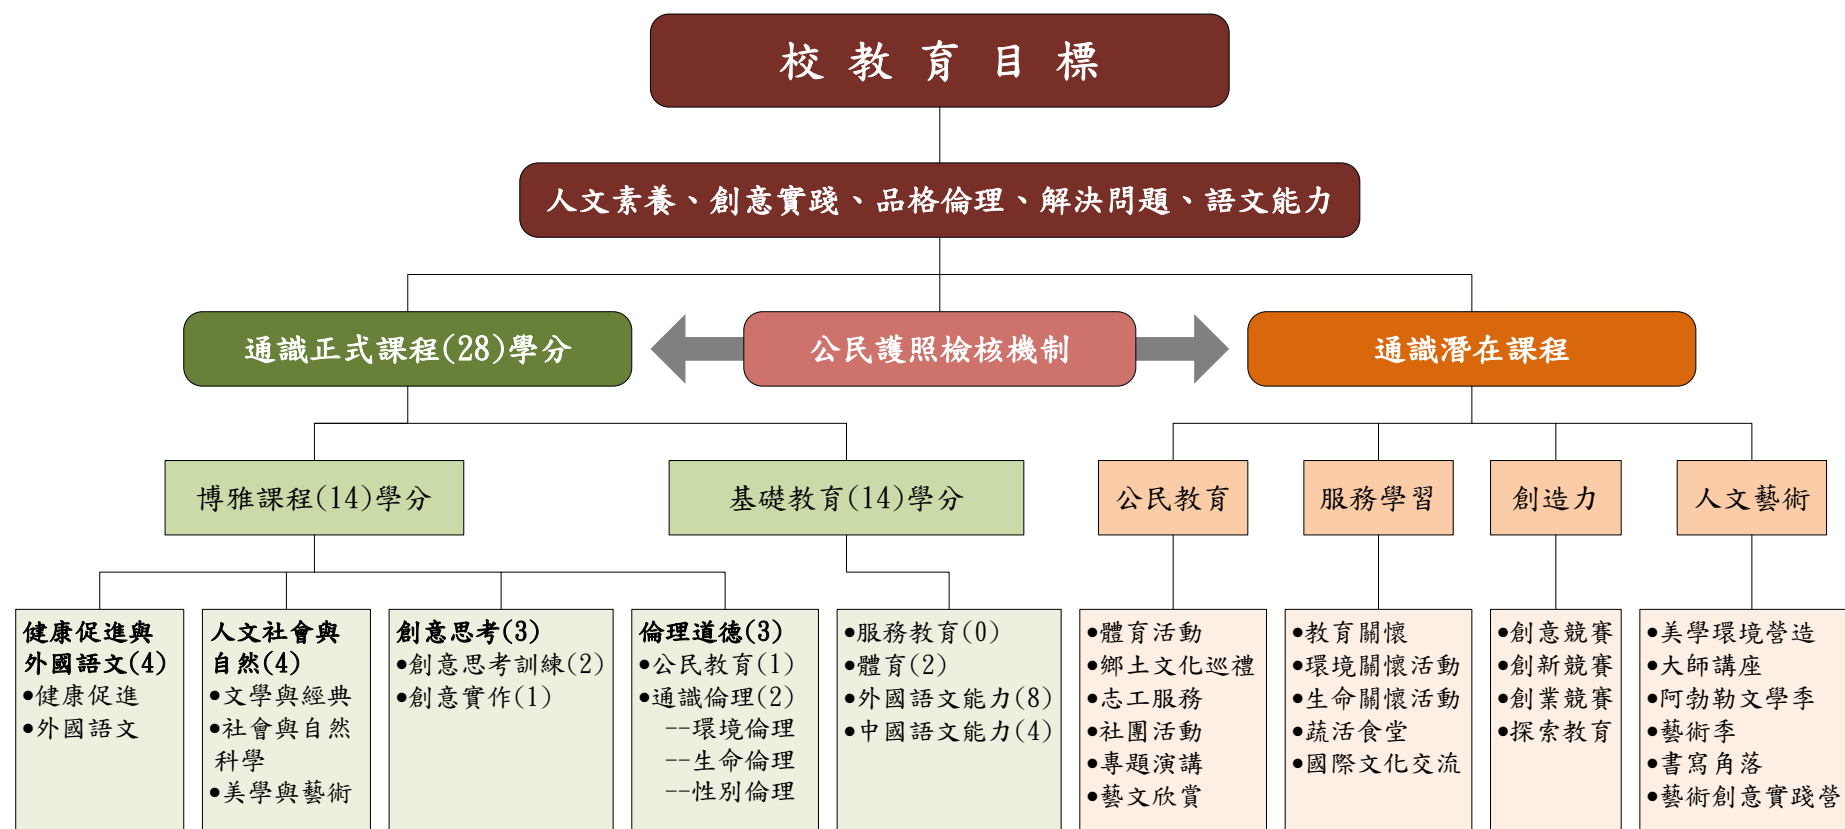 校教育目標
人文素養、創意實踐、品格倫理、解決問題、語文能力
通識正式課程(28)學分
公民護照檢核機制
通識潛在課程
博雅課程(14)學分
基礎教育(14)學分
公民教育
服務學習
創造力
人文藝術
健康促進與
外國語文(4)
•健康促進
•外國語文
人文社會與
自然(4)
•文學與經典
•社會與自然
科學
•美學與藝術
創意思考(3)
•創意思考訓練(2)
•創意實作(1)
倫理道德(3)
•公民教育(1)
•通識倫理(2)
--環境倫理
--生命倫理
--性別倫理
•服務教育(0)
•體育(2)
•外國語文能力(8)
•中國語文能力(4)
•體育活動
•鄉土文化巡禮
•志工服務
•社團活動
•專題演講
•藝文欣賞
•教育關懷
•環境關懷活動
•生命關懷活動
•蔬活食堂
•國際文化交流
•創意競賽
•創新競賽
•創業競賽
•探索教育
•美學環境營造
•大師講座
•阿勃勒文學季
•藝術季
•書寫角落
•藝術創意實踐營